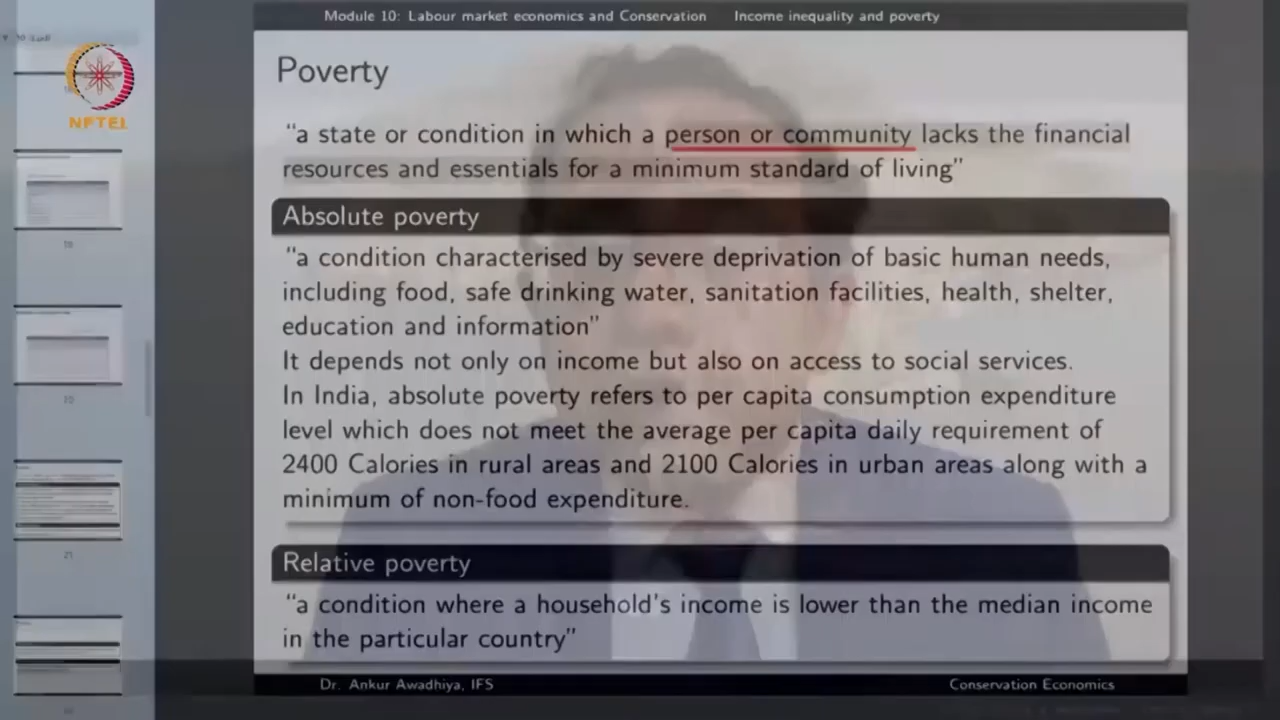 Module 10: Labour market economics and Conservation Income inequality and poverty
NPTEL
Poverty
“a state or condition in which a person or community lacks the financial
resources and essentials for a minimum standard of living”
Absolute poverty
“a condition characterised by severe deprivation of basic human needs,
including food, safe drinking water, sanitation facilities, health, shelter,
education and information”
It depends not only on income but also on access to social services.
In India, absolute poverty refers to per capita consumption expenditure
level which does not meet the average per capita daily requirement of
2400 Calories in rural areas and 2100 Calories in urban areas along with a
minimum of non-food expenditure.
Relative poverty
“a condition where a household’s income is lower than the median income
in the particular country”
20
21
Dr. Ankur Awadhiya, IFS Conservation Economics